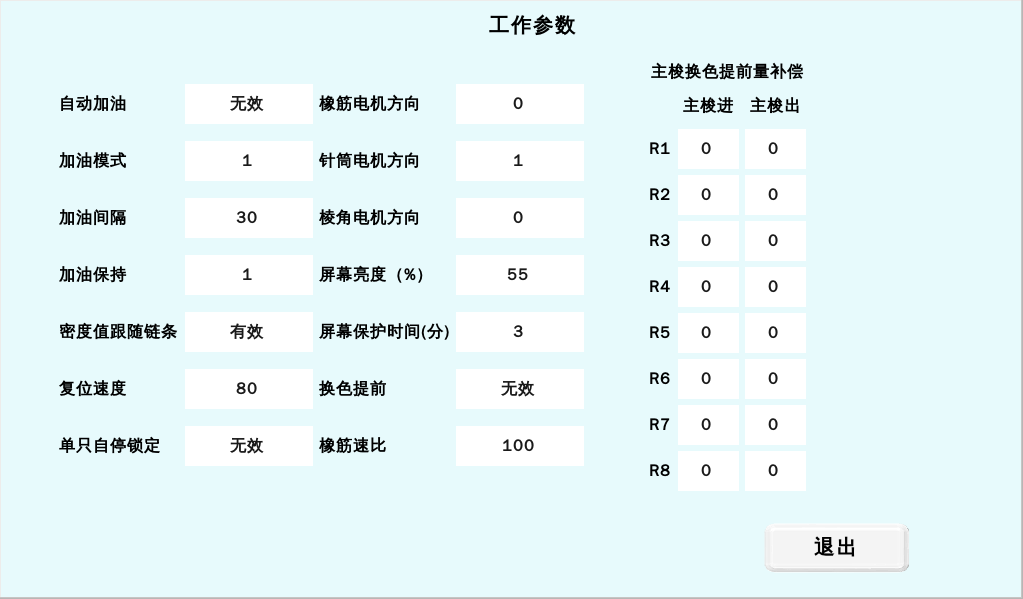 工作参数
主梭换色提前量补偿
主梭进 主梭出
自动加油 无效 橡筋电机方向 0
加油模式 1 针筒电机方向 1
加油间隔 30 棱角电机方向 0
加油保持 1 屏幕亮度（%） 55
密度值跟随链条 有效 屏幕保护时间(分) 3
复位速度 80 换色提前 无效
单只自停锁定 无效 橡筋速比 100
R1 0 0
R2 0 0
R3 0 0
R4 0 0
R5 0 0
R6 0 0
R7 0 0
R8 0 0
退出